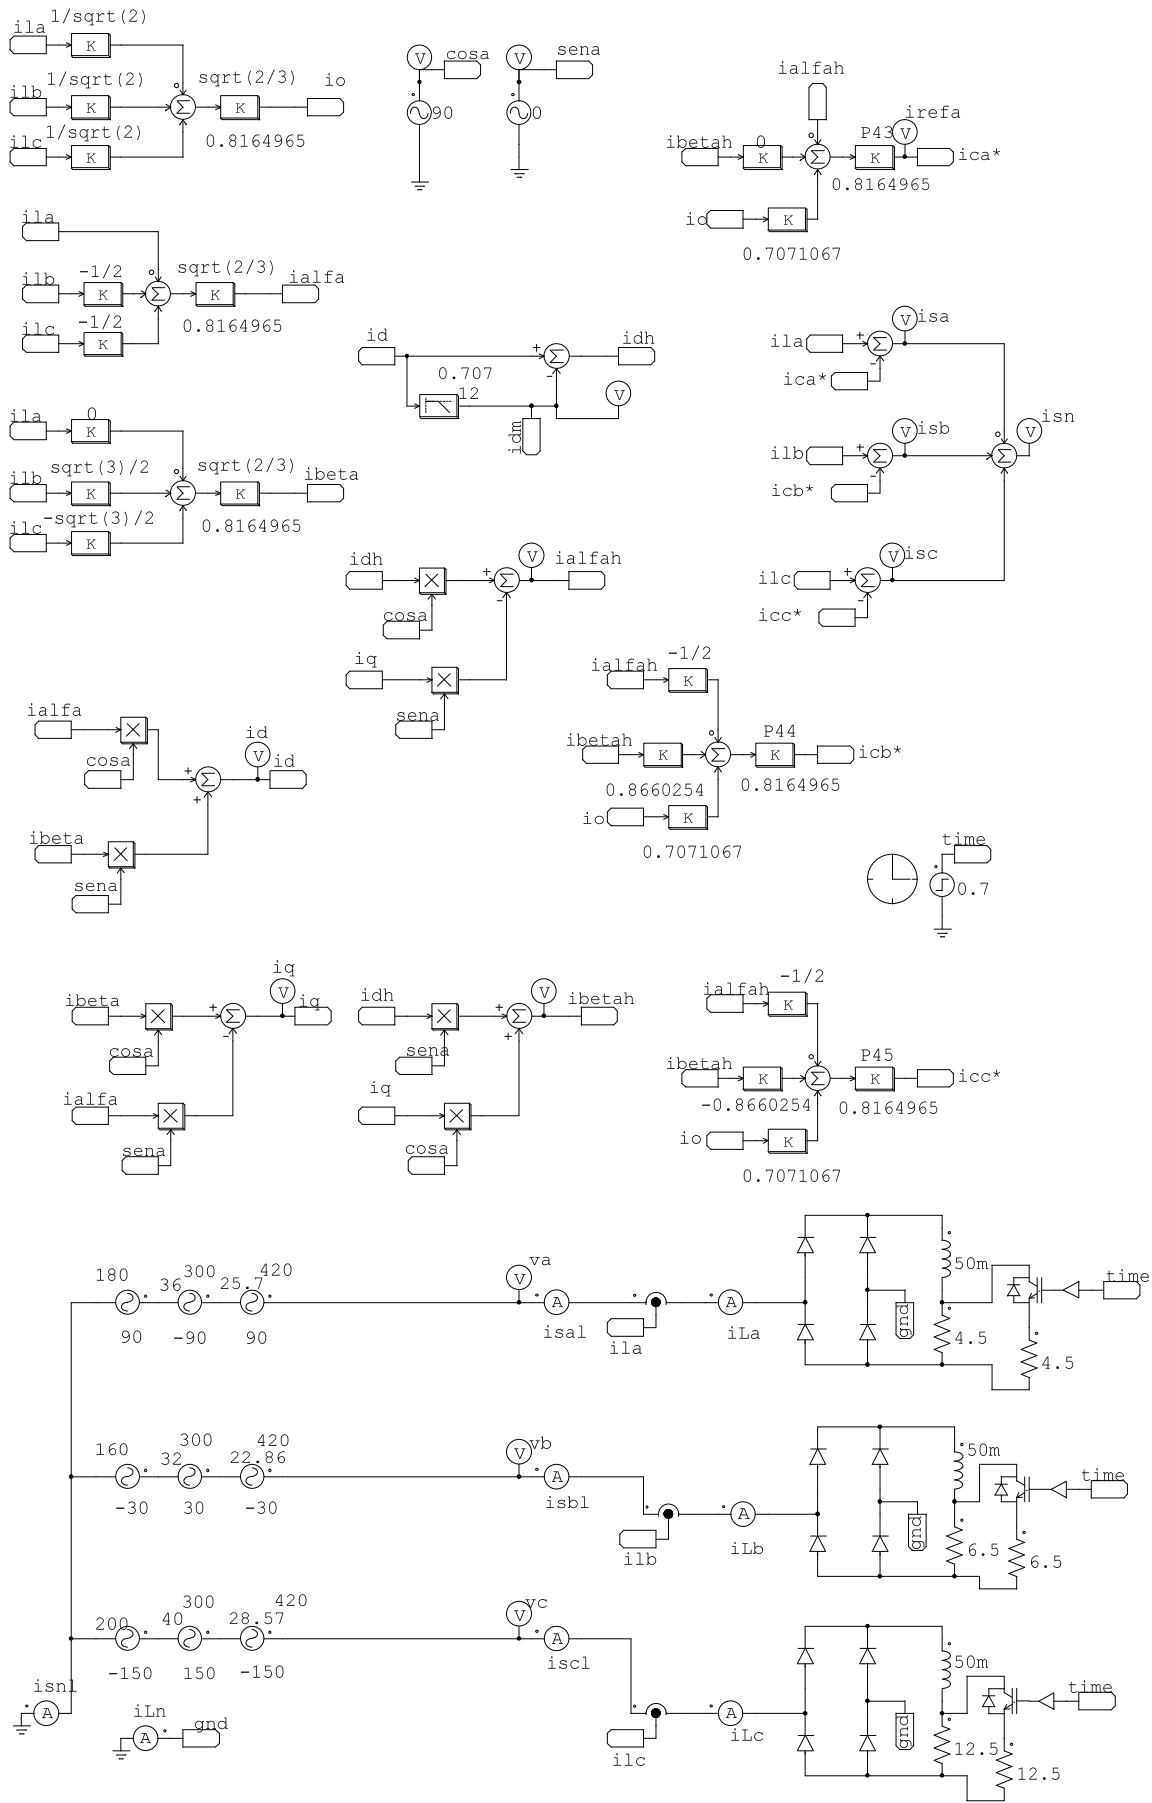 1/sqrt(2)
ila
K
1/sqrt(2)
sqrt(2/3)
io
ilb
K
Σ
K
1/sqrt(2)
0.8164965
ilc
K
V
cosa
90
V
sena
0
ialfah
irefa
V
P43
ibetah
0
K
Σ
K
ica*
0.8164965
io
K
0.7071067
ila
-1/2
sqrt(2/3)
ilb
K
Σ
K
ialfa
-1/2
0.8164965
ilc
K
id
+
Σ
idh
-
0.707
12
V
idm
V
isa
ila
+
Σ
-
ica*
V
isb
V
isn
ilb
+
Σ
Σ
-
icb*
V
isc
ilc
+
Σ
-
icc*
0
ila
K
sqrt(3)/2
sqrt(2/3)
ibeta
ilb
K
Σ
K
-sqrt(3)/2
0.8164965
ilc
K
idh
V
ialfah
+
Σ
-
cosa
iq
sena
-1/2
ialfah
K
P44
ibetah
K
Σ
K
icb*
0.8660254
0.8164965
io
K
0.7071067
ialfa
id
V
id
cosa
+
Σ
+
ibeta
sena
time
0.7
iq
V
ibeta
+
Σ
iq
-
cosa
ialfa
sena
idh
V
ibetah
+
Σ
+
sena
iq
cosa
-1/2
ialfah
K
P45
ibetah
K
Σ
K
icc*
-0.8660254
0.8164965
io
K
0.7071067
180
36
300
25.7
420
va
V
50m
time
90
-90
90
A
isal
ila
A
iLa
gnd
4.5
4.5
160
300
32
420
22.86
vb
V
50m
time
-30
30
-30
A
isbl
ilb
A
iLb
gnd
6.5
6.5
200
300
40
420
28.57
vc
V
50m
time
-150
150
-150
A
iscl
ilc
A
iLc
gnd
12.5
12.5
isnl
A
iLn
A
gnd